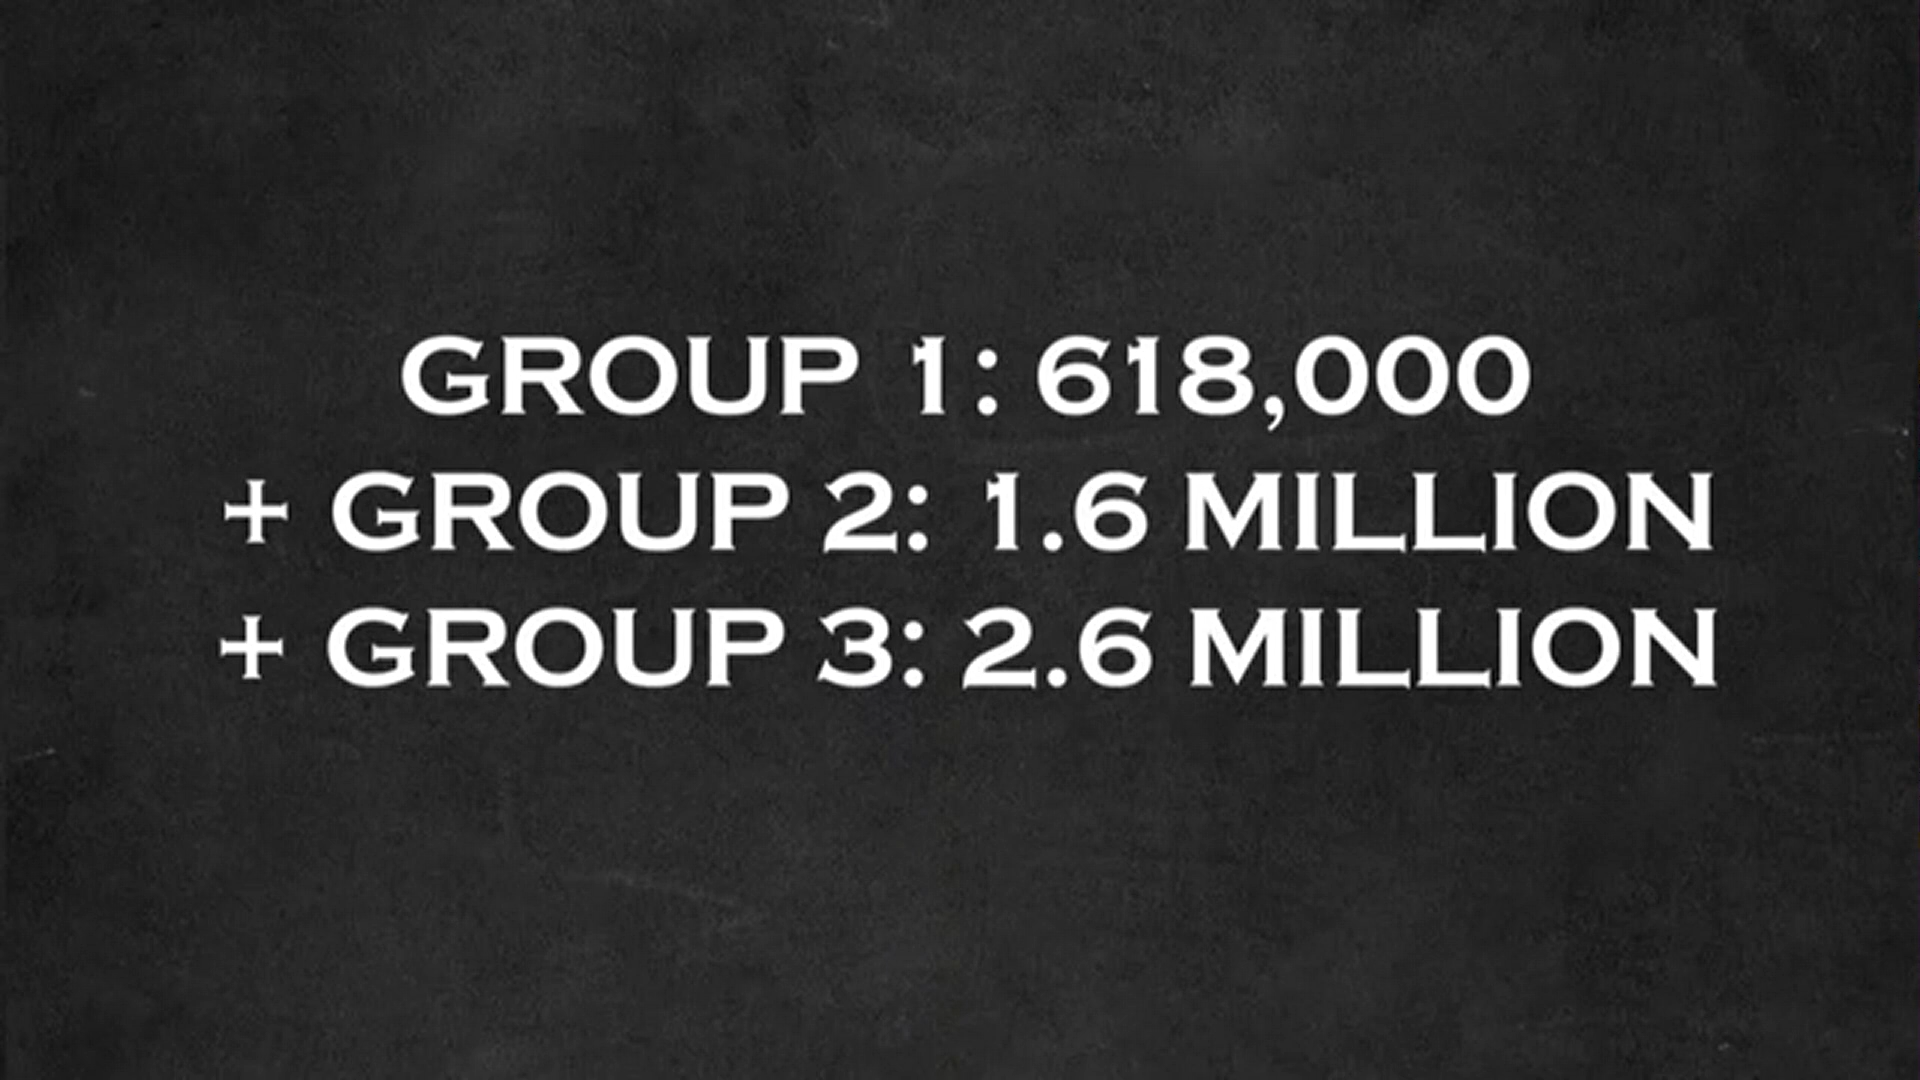 GROUP 1: 618,000
+ GROUP 2: 1.6 MILLION
+ GROUP 3: 2.6 MILLION